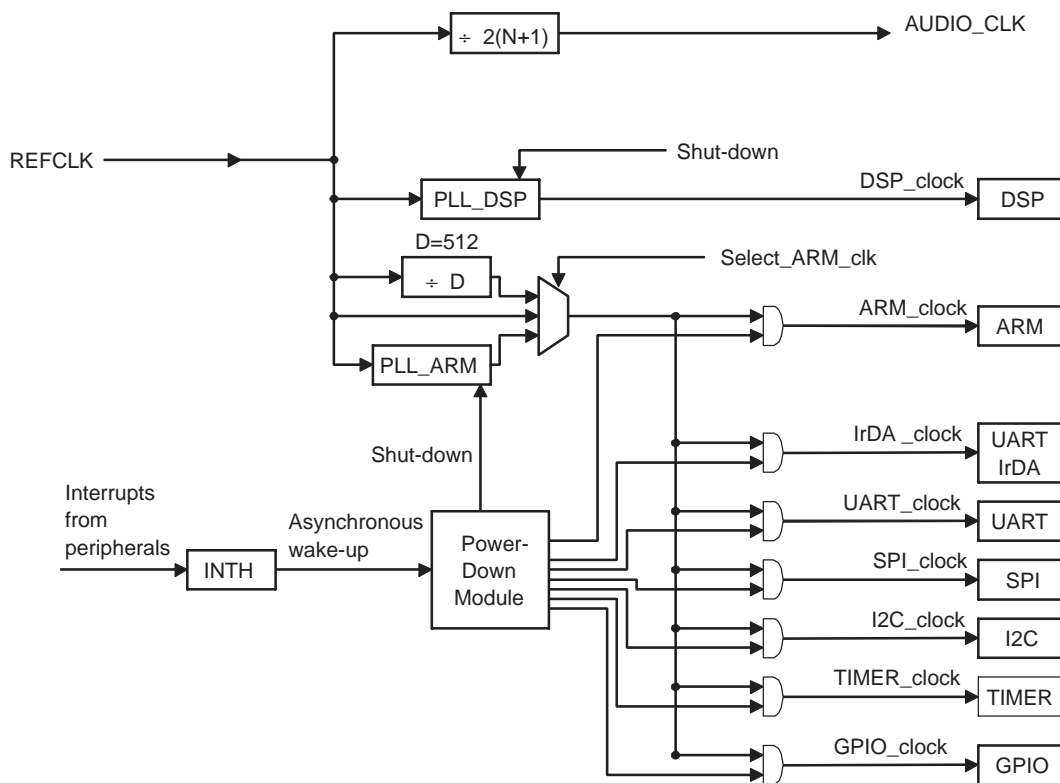 ÷ 2(N+1)
AUDIO_CLK
REFCLK
Shut-down
PLL_DSP
DSP_clock
DSP
D=512
÷ D
Select_ARM_clk
ARM_clock
ARM
PLL_ARM
Shut-down
IrDA _clock
UART
IrDA
Interrupts
from
peripherals
INTH
Asynchronous
wake-up
Power-
Down
Module
UART_clock
UART
SPI_clock
SPI
I2C_clock
I2C
TIMER_clock
TIMER
GPIO_clock
GPIO